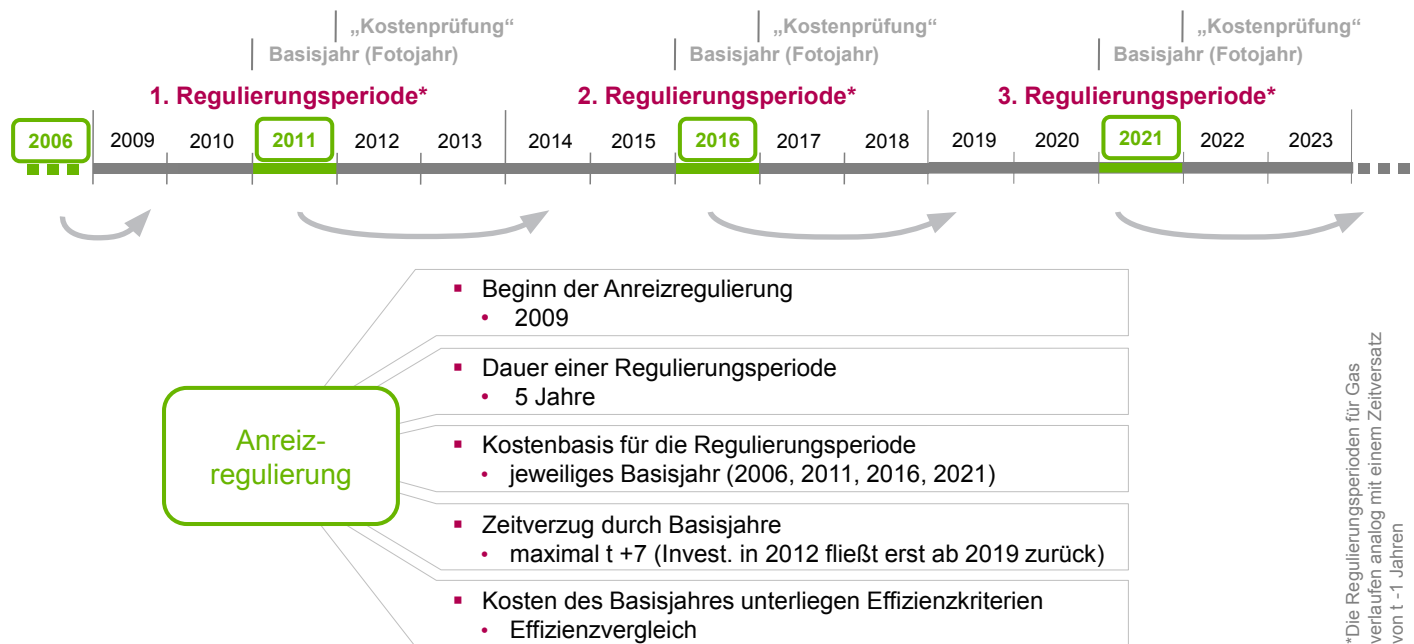 „Kostenprüfung“ „Kostenprüfung“ „Kostenprüfung“
Basisjahr (Fotojahr) Basisjahr (Fotojahr) Basisjahr (Fotojahr)
1. Regulierungsperiode* 2. Regulierungsperiode* 3. Regulierungsperiode*
2006 2009 2010 2011 2012 2013 2014 2015 2016 2017 2018 2019 2020 2021 2022 2023
Anreiz-
regulierung
▪ Beginn der Anreizregulierung
• 2009
▪ Dauer einer Regulierungsperiode
• 5 Jahre
▪ Kostenbasis für die Regulierungsperiode
• jeweiliges Basisjahr (2006, 2011, 2016, 2021)
▪ Zeitverzug durch Basisjahre
• maximal t +7 (Invest. in 2012 fließt erst ab 2019 zurück)
▪ Kosten des Basisjahres unterliegen Effizienzkriterien
• Effizienzvergleich
*Die Regulierungsperioden für Gas
verlaufen analog mit einem Zeitversatz
von t -1 Jahren